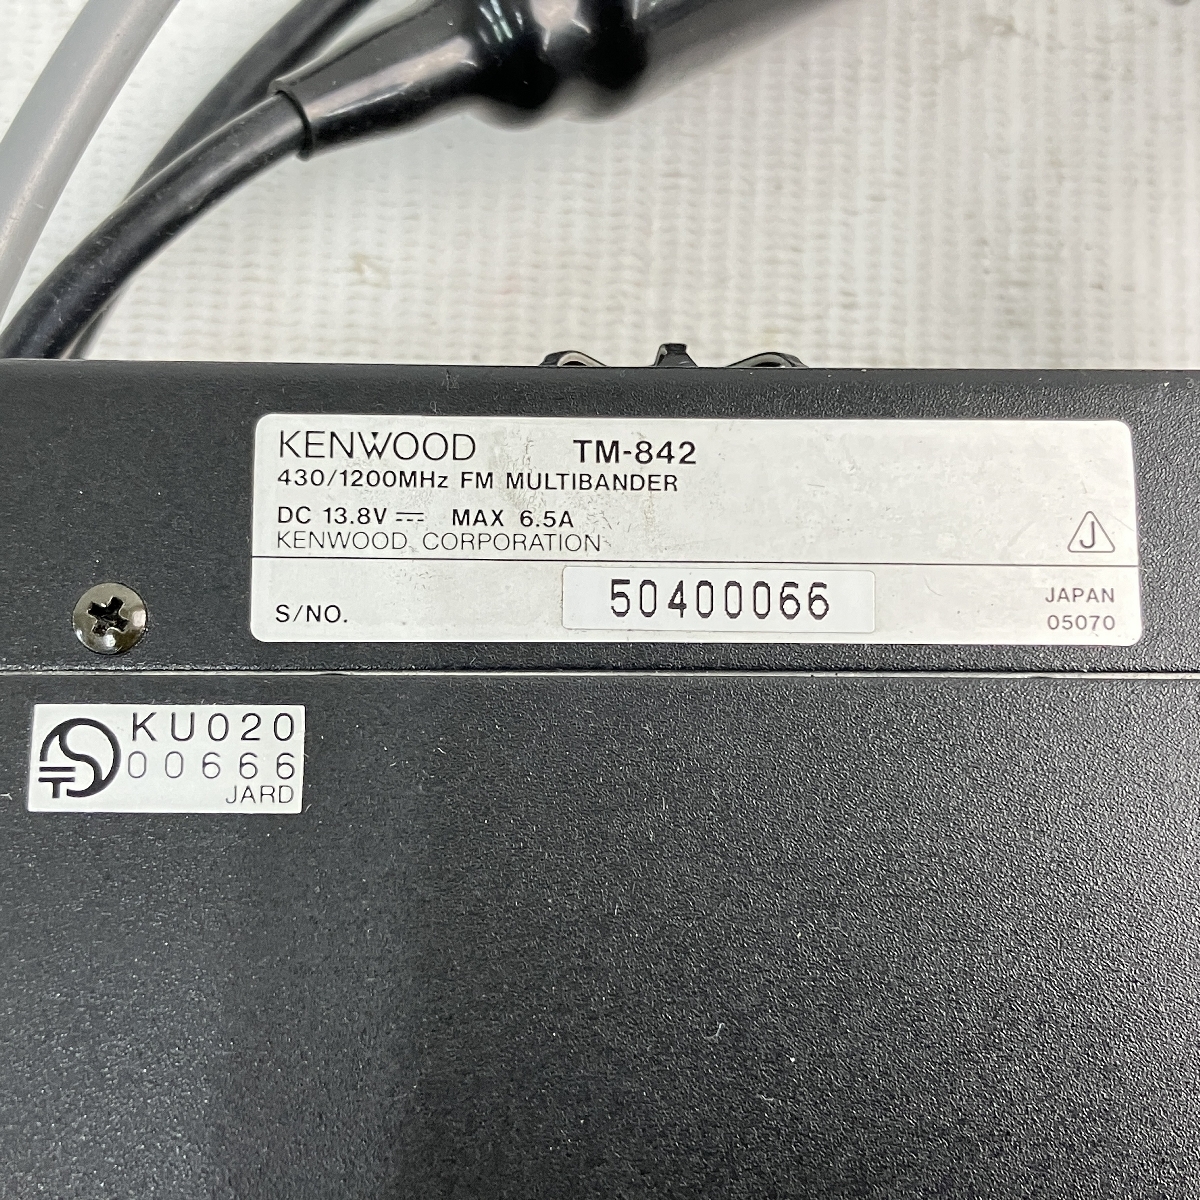 KENWOOD TM-842
430/1200MHz FM MULTIBANDER
DC 13.8V MAX 6.5A
KENWOOD CORPORATION
J
S/NO. 50400066
JAPAN
05070
KU020
00666
JARD